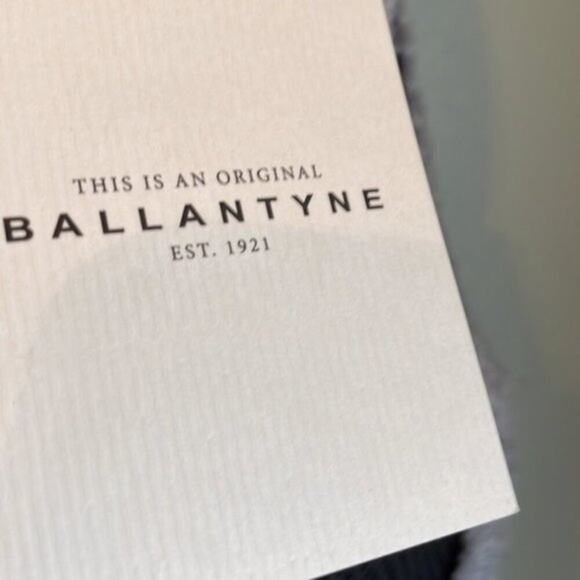 THIS IS AN ORIGINAL
BALLANTYNE
EST. 1921